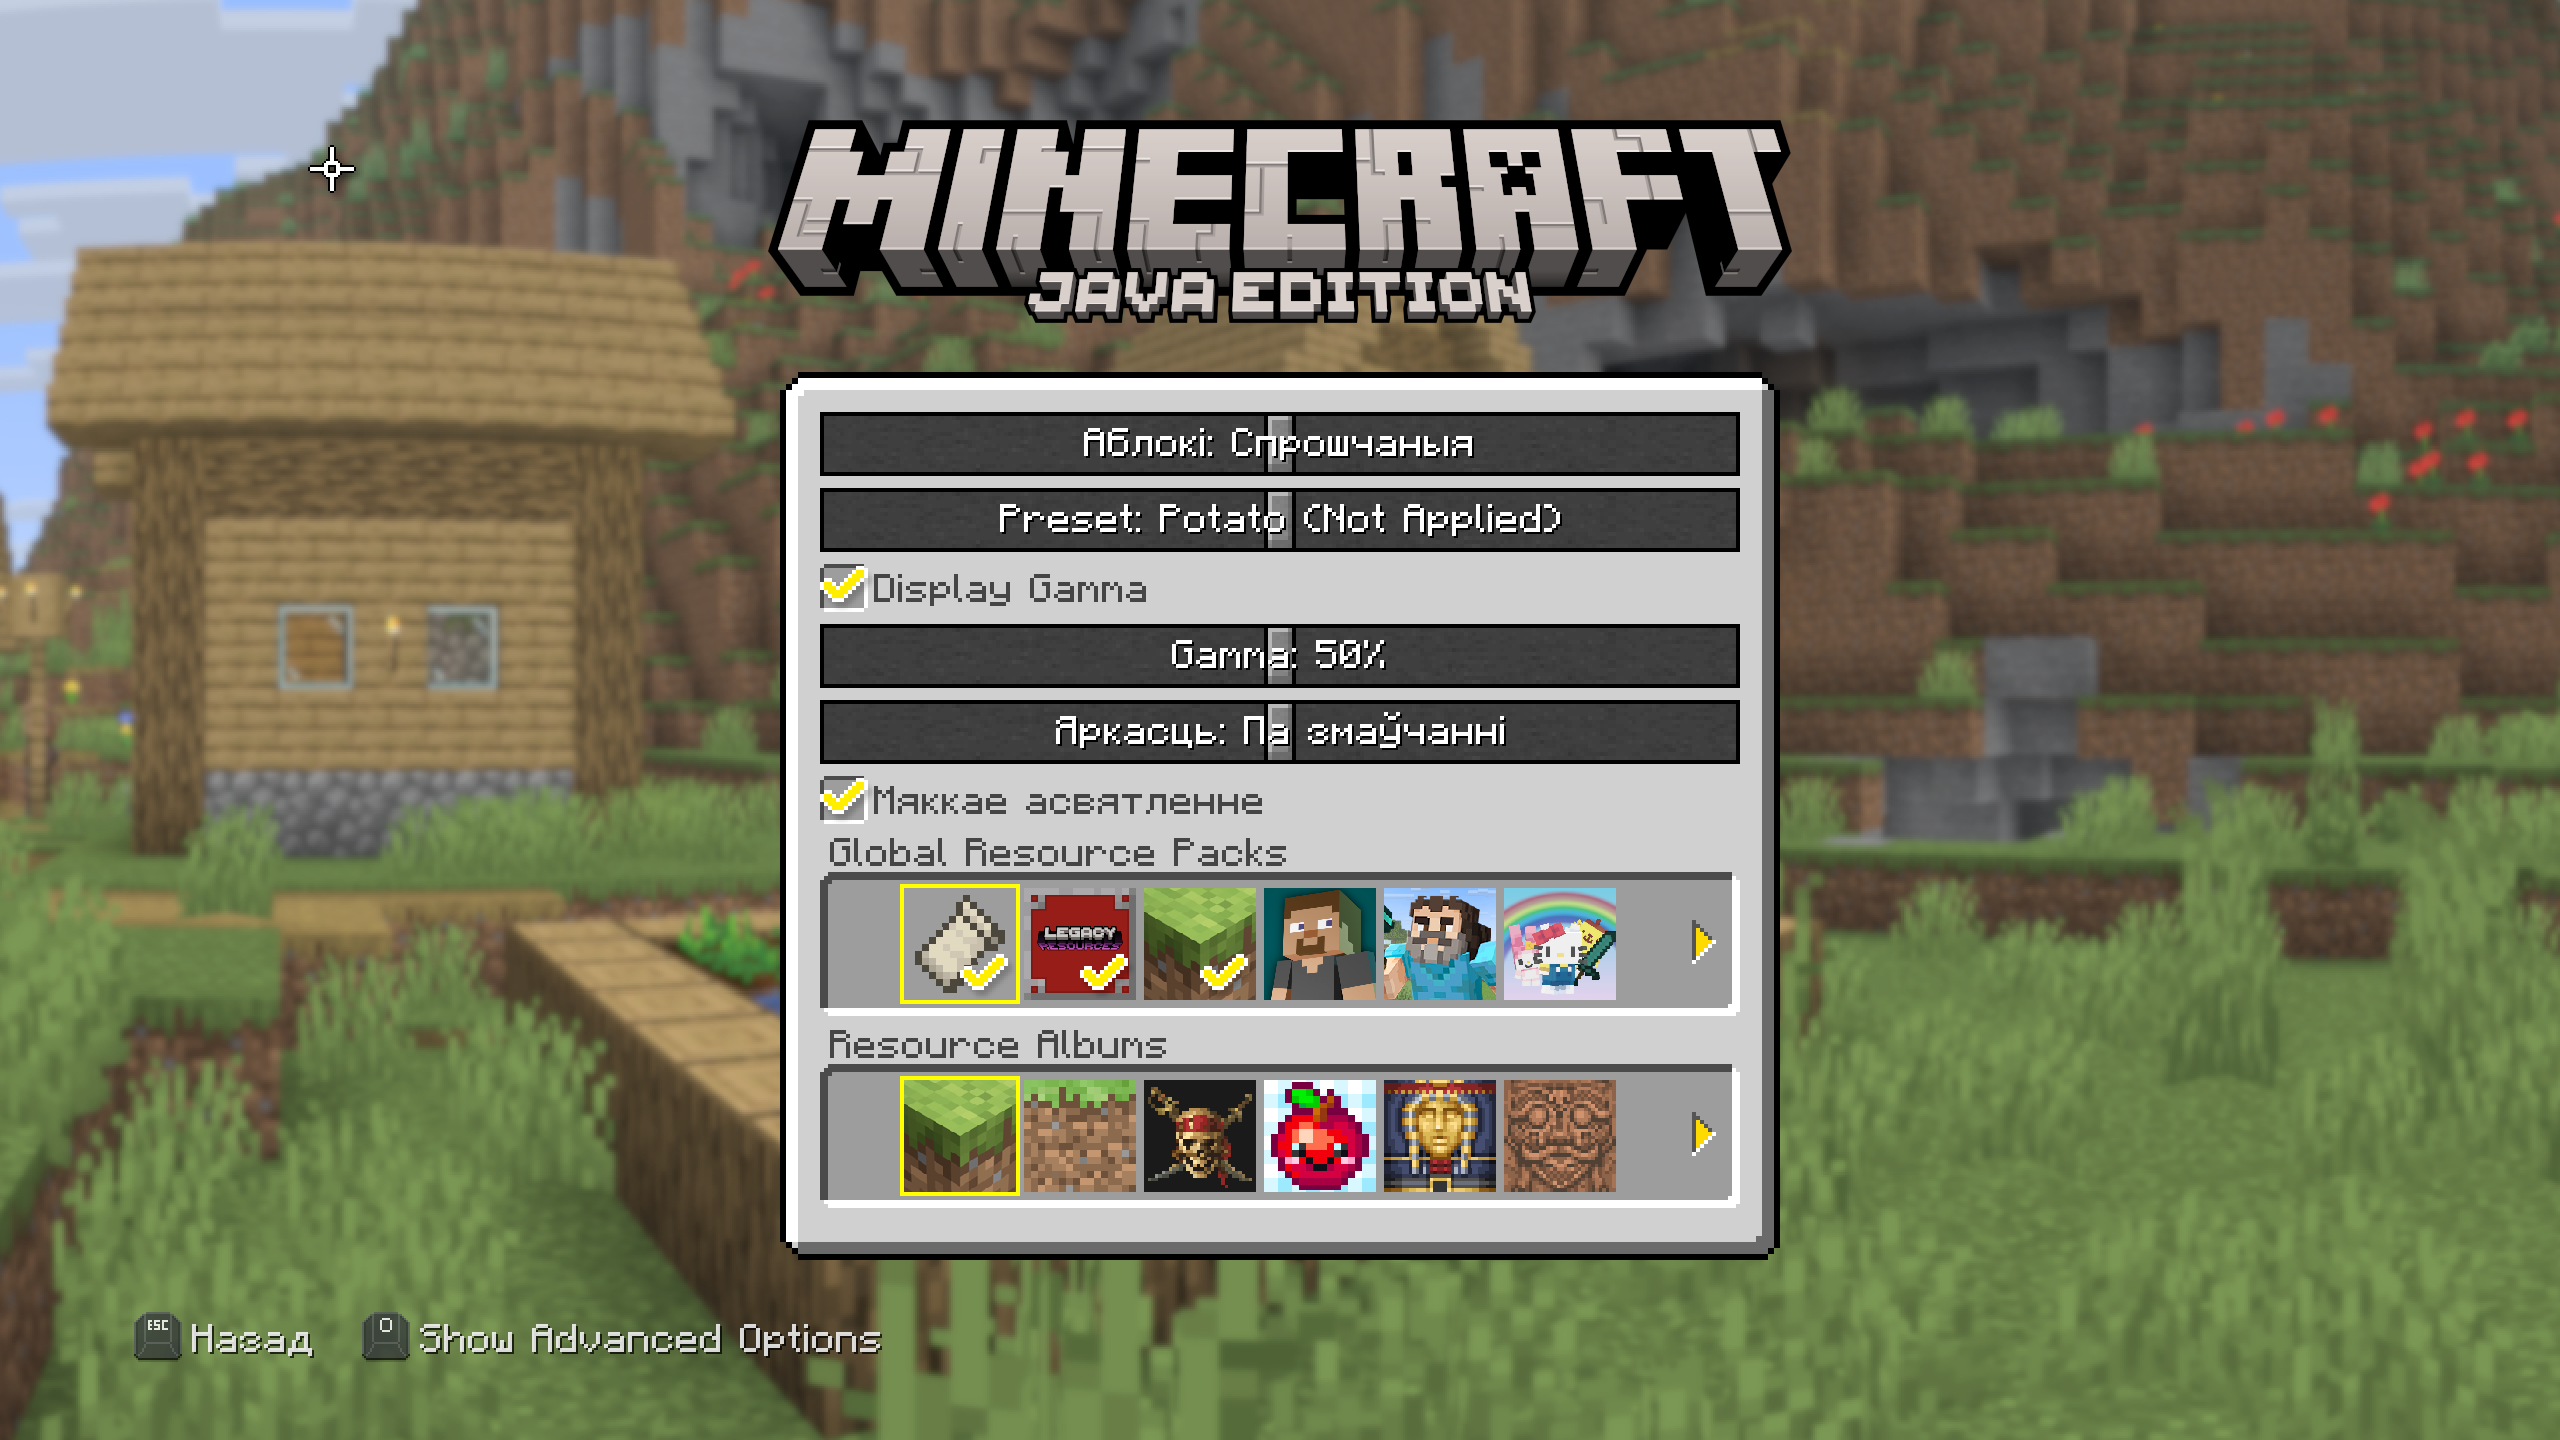 MINECRAFT
JAVA EDITION
Аблокі: Спрошчаныя
Preset: Potato (Not Applied)
Display Gamma
Gamma: 50%
Яркасць: Па змаўчанні
Мяккае асвятленне
Global Resource Packs
LEGACY
RESOURCES
Resource Albums
ESC Назад
O Show Advanced Options